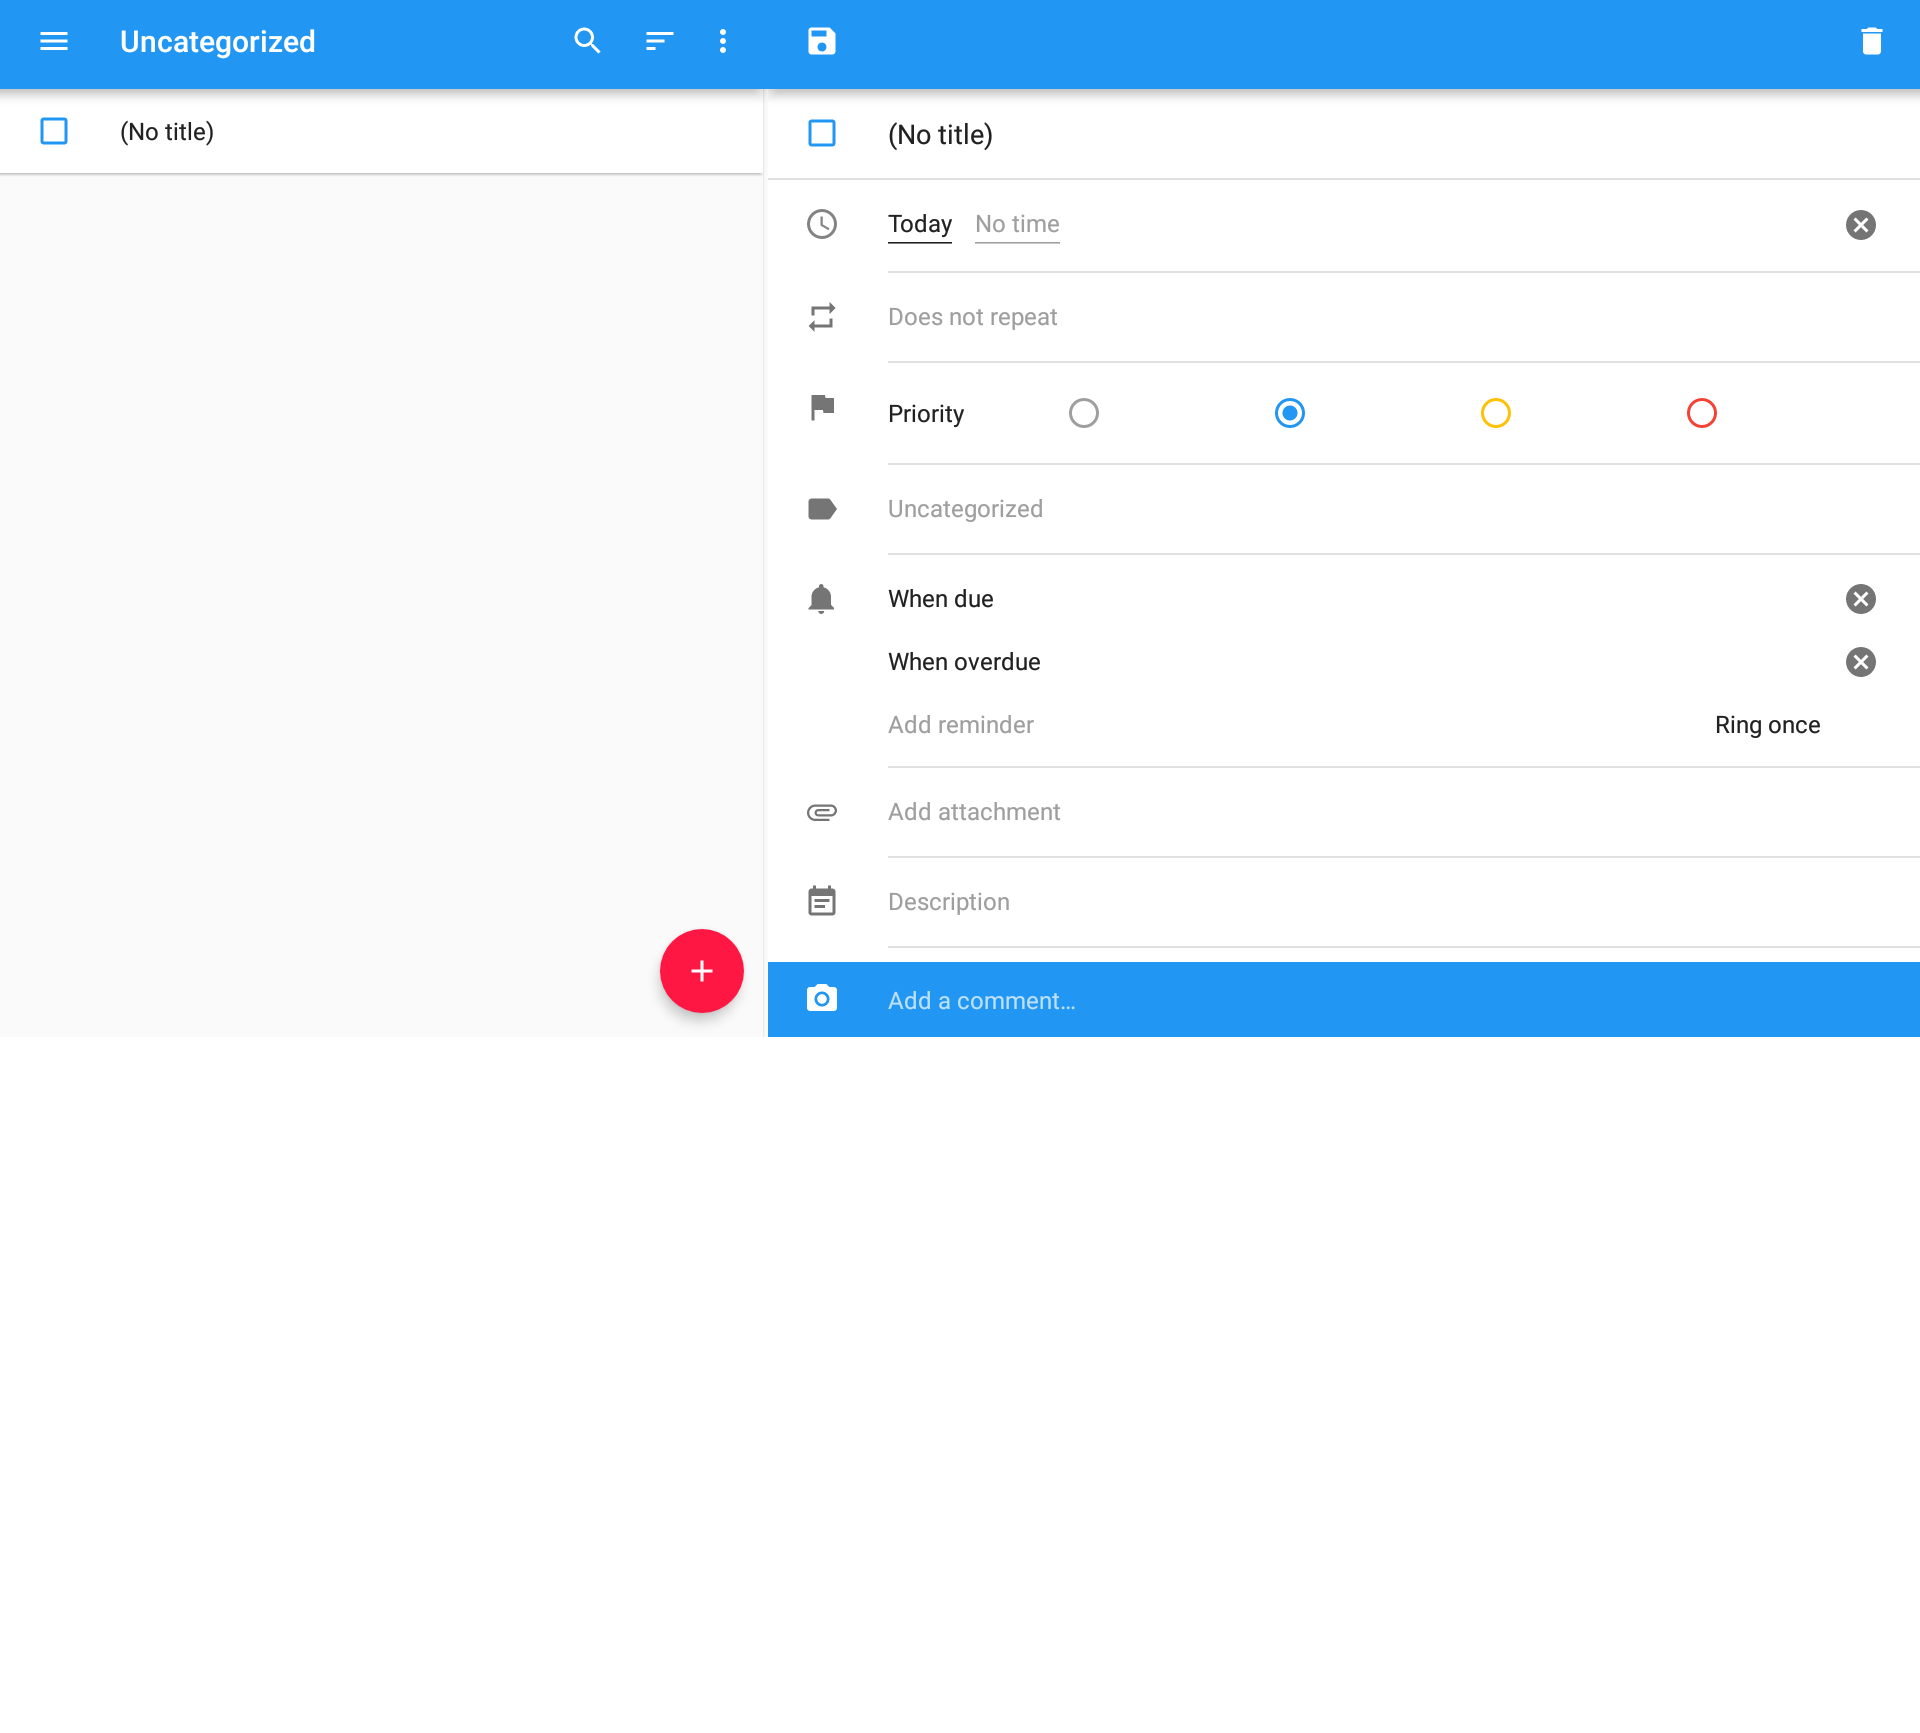 Uncategorized
(No title)
(No title)
Today No time
Does not repeat
Priority
Uncategorized
When due
When overdue
Add reminder Ring once
Add attachment
Description
Add a comment...